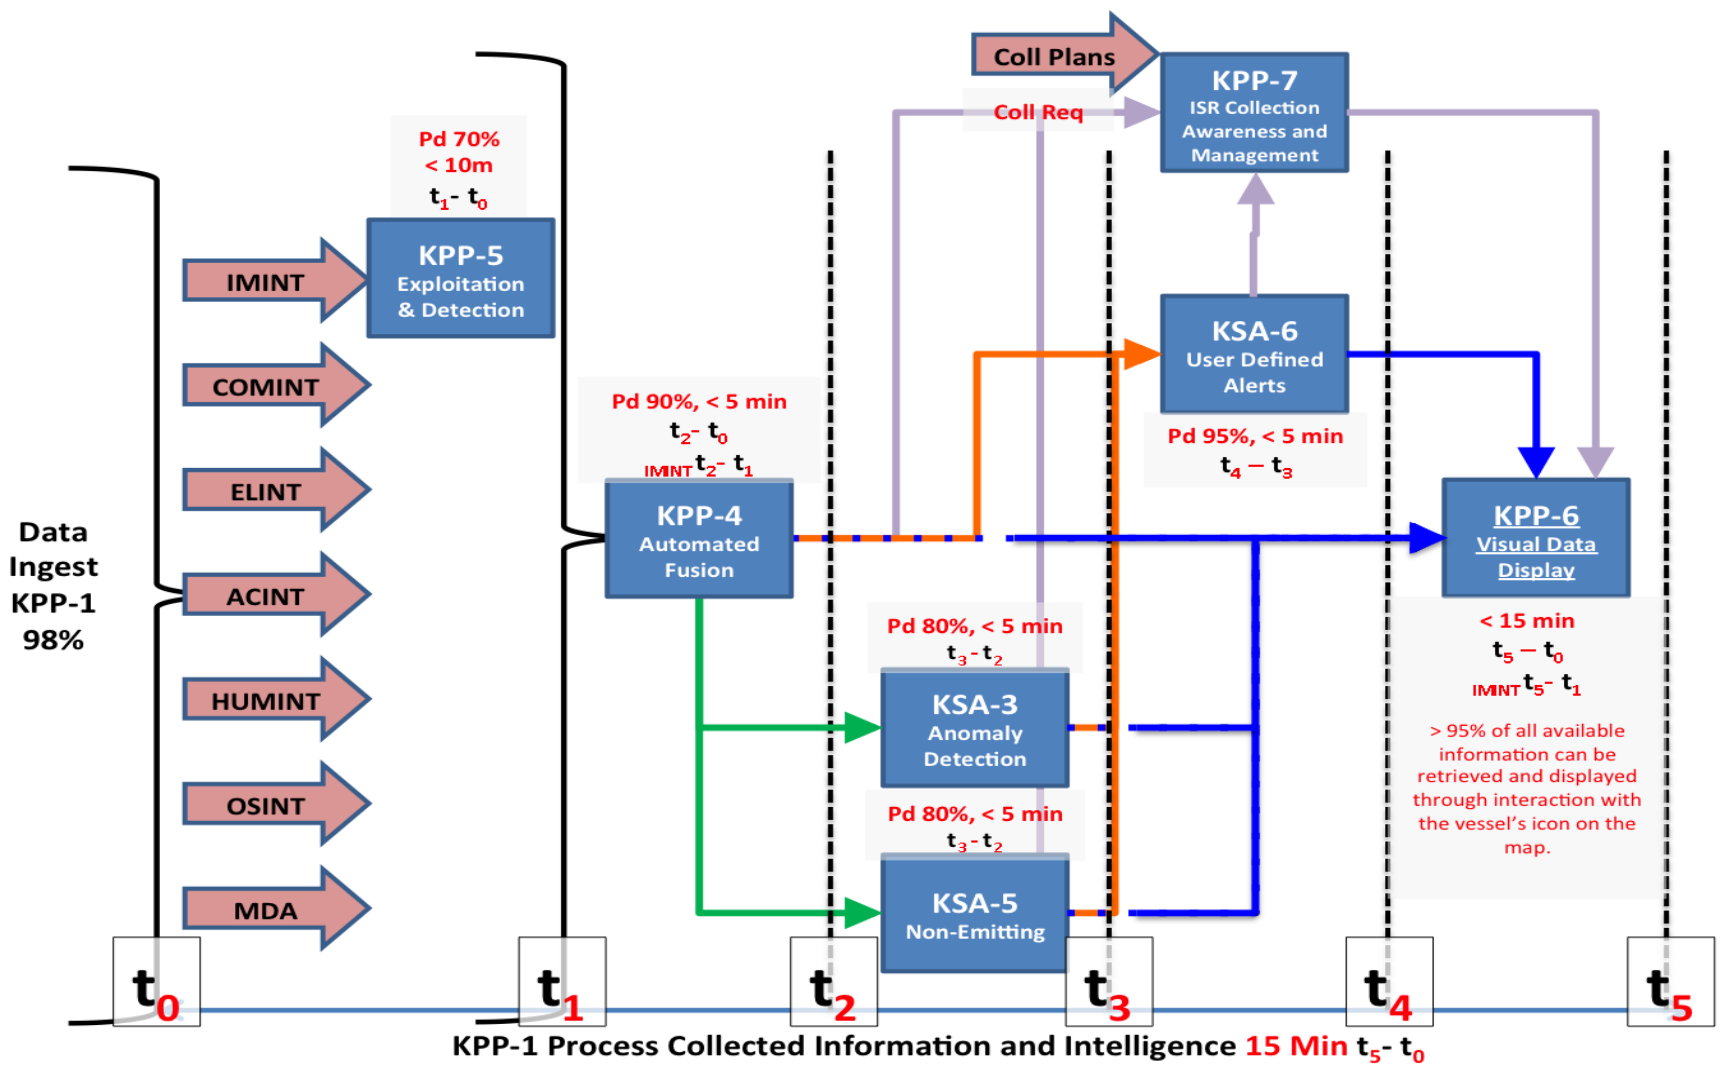 Coll Plans
KPP-7
ISR Collection
Awareness and
Management
Coll Req
Pd 70%
< 10m
t1- t0
KPP-5
Exploitation
& Detection
IMINT
COMINT
ELINT
ACINT
HUMINT
OSINT
MDA
Data
Ingest
KPP-1
98%
Pd 90%, < 5 min
t2- t0
IMINT t2- t1
KPP-4
Automated
Fusion
KSA-6
User Defined
Alerts
Pd 95%, < 5 min
t4 – t3
Pd 80%, < 5 min
t3 - t2
KSA-3
Anomaly
Detection
Pd 80%, < 5 min
t3 - t2
KSA-5
Non-Emitting
KPP-6
Visual Data
Display
< 15 min
t5 – t0
IMINT t5- t1
> 95% of all available
information can be
retrieved and displayed
through interaction with
the vessel's icon on the
map.
t0
t1
t2
t3
t4
t5
KPP-1 Process Collected Information and Intelligence 15 Min t5- t0